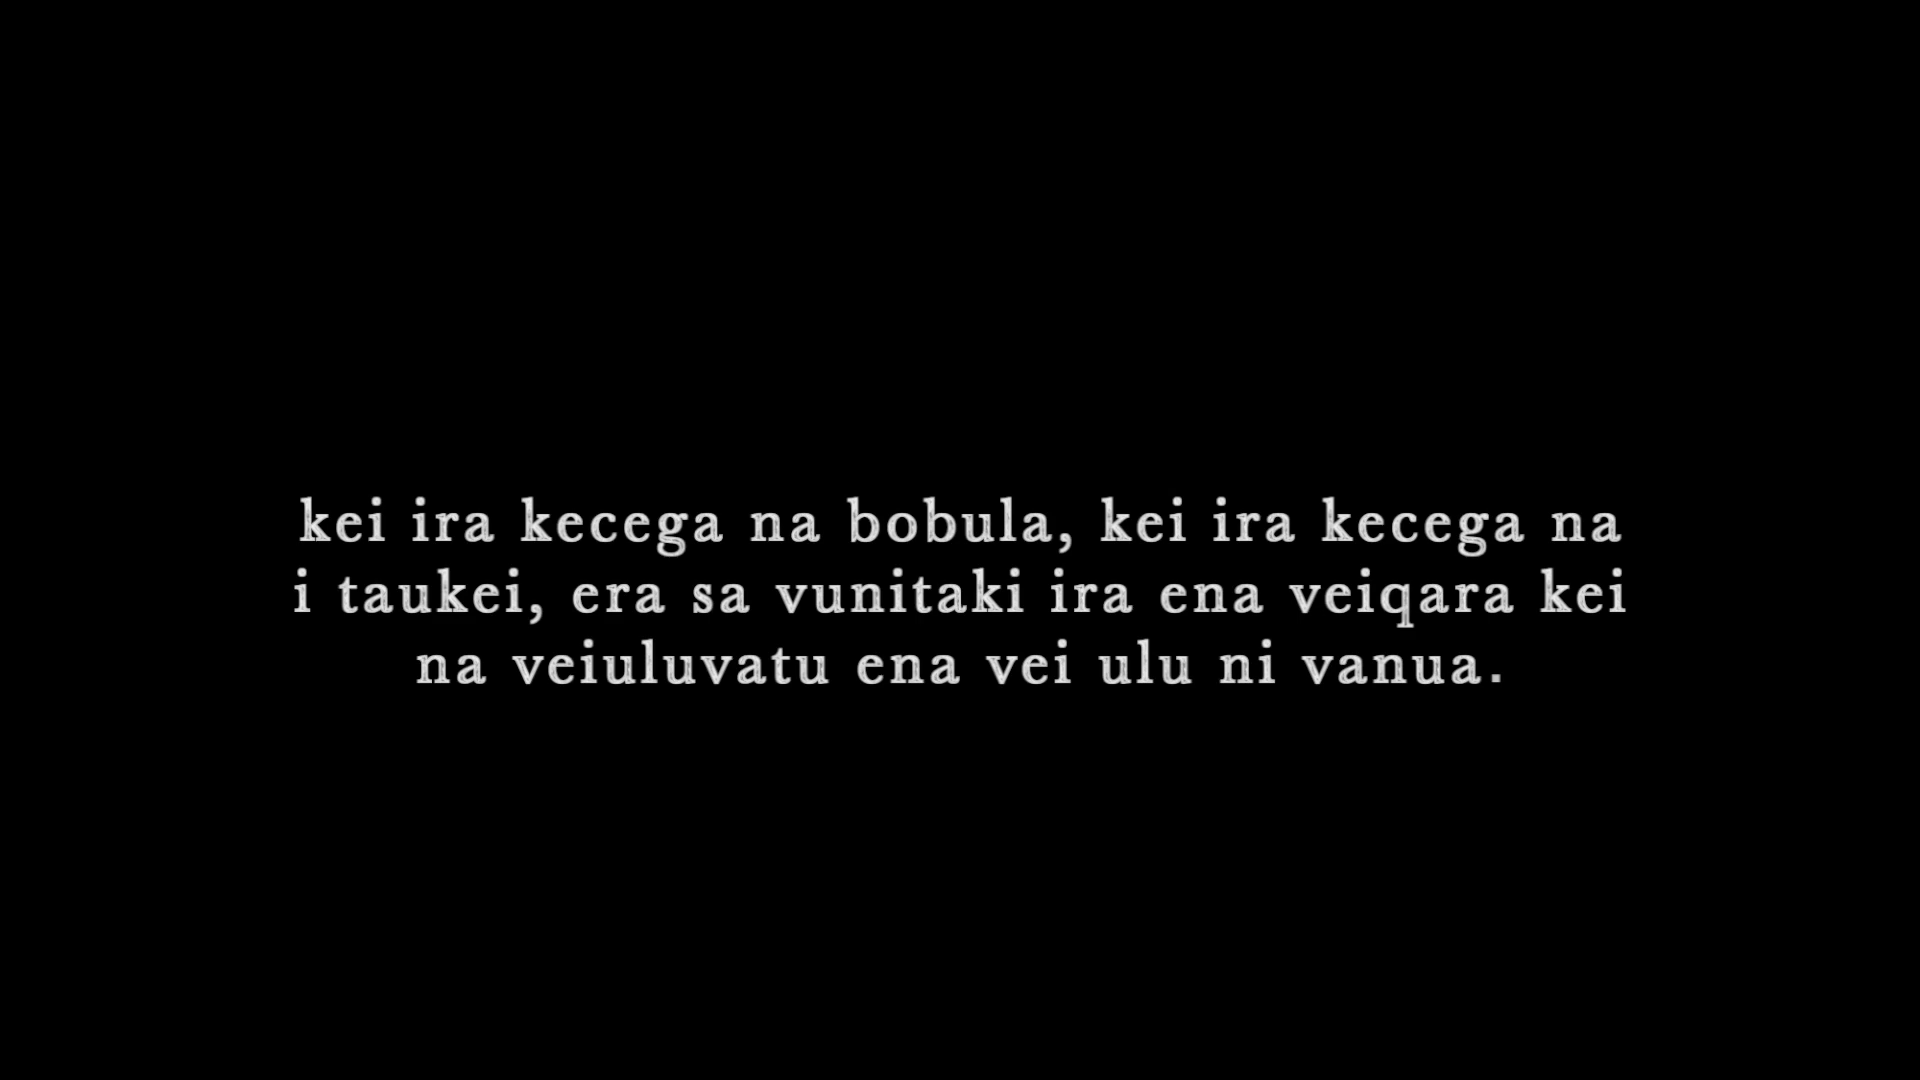 kei ira kecega na bobula, kei ira kecega na
i taukei, era sa vunitaki ira ena veiqara kei
na veiuluvatu ena vei ulu ni vanua.